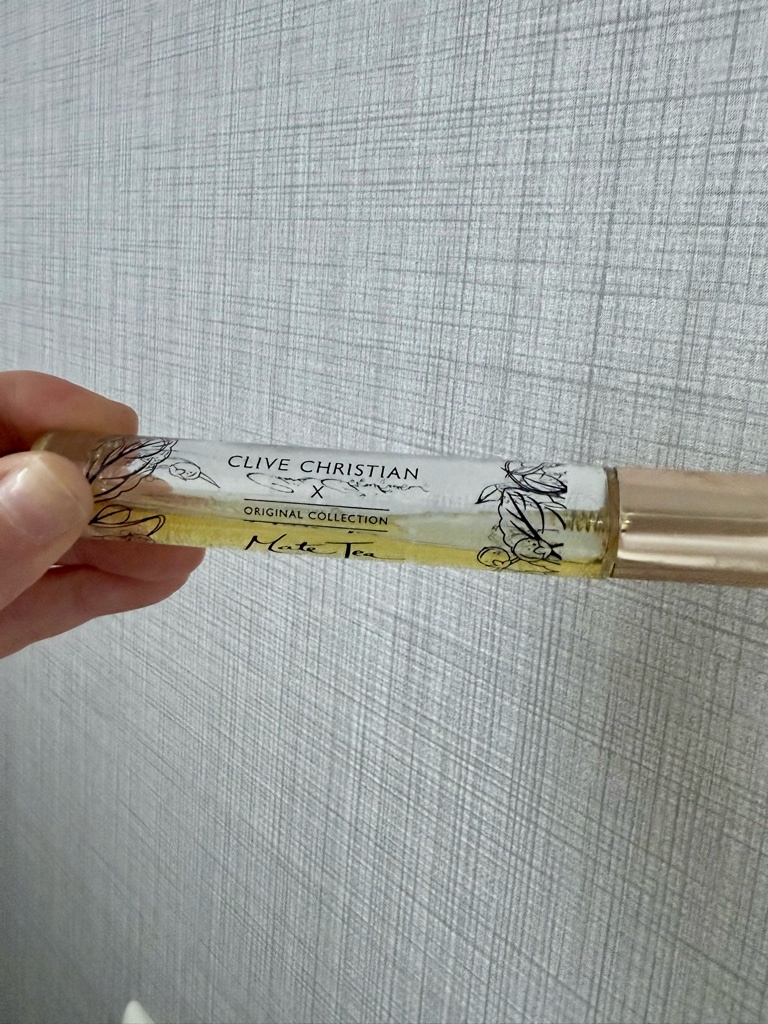 CLIVE CHRISTIAN
X
ORIGINAL COLLECTION
Mate Tea